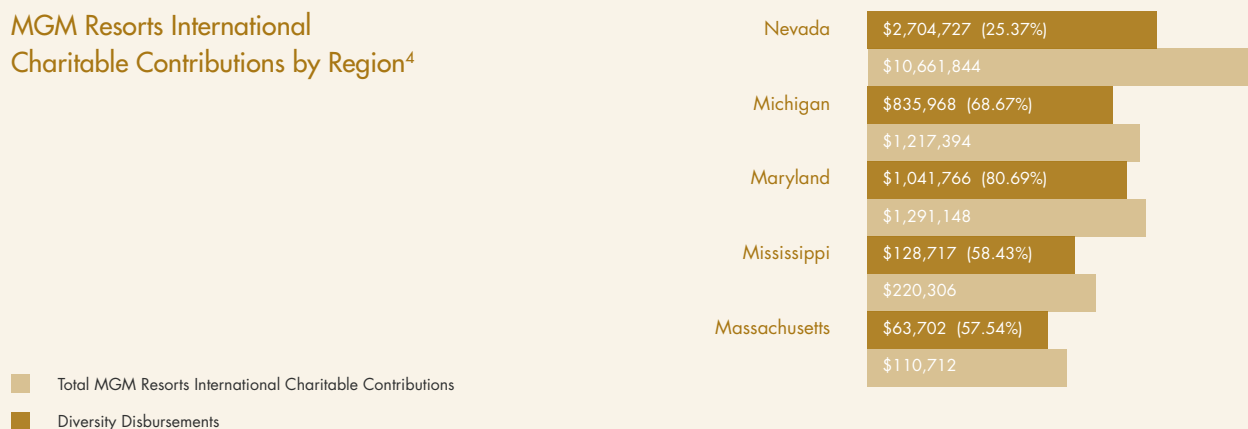 MGM Resorts International
Charitable Contributions by Region⁴
Nevada
$2,704,727 (25.37%)
$10,661,844
Michigan
$835,968 (68.67%)
$1,217,394
Maryland
$1,041,766 (80.69%)
$1,291,148
Mississippi
$128,717 (58.43%)
$220,306
Massachusetts
$63,702 (57.54%)
$110,712
Total MGM Resorts International Charitable Contributions
Diversity Disbursements